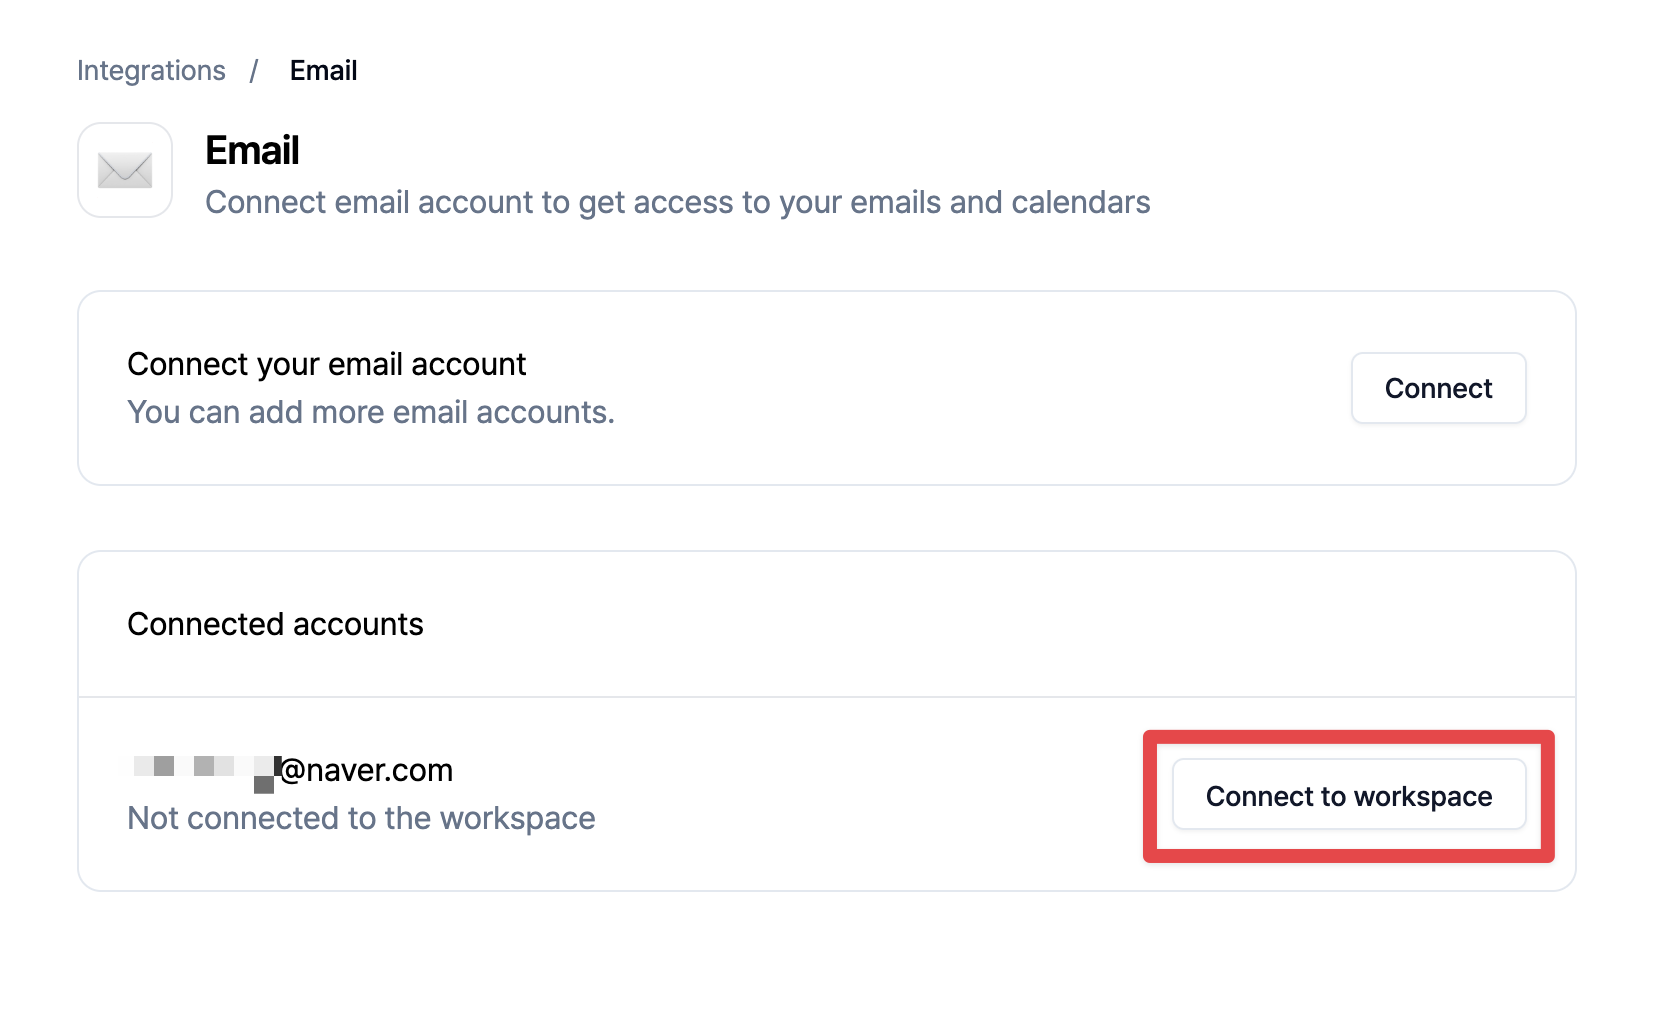 Integrations / Email
Email
Connect email account to get access to your emails and calendars
Connect your email account
You can add more email accounts.
Connect
Connected accounts
@naver.com
Not connected to the workspace
Connect to workspace